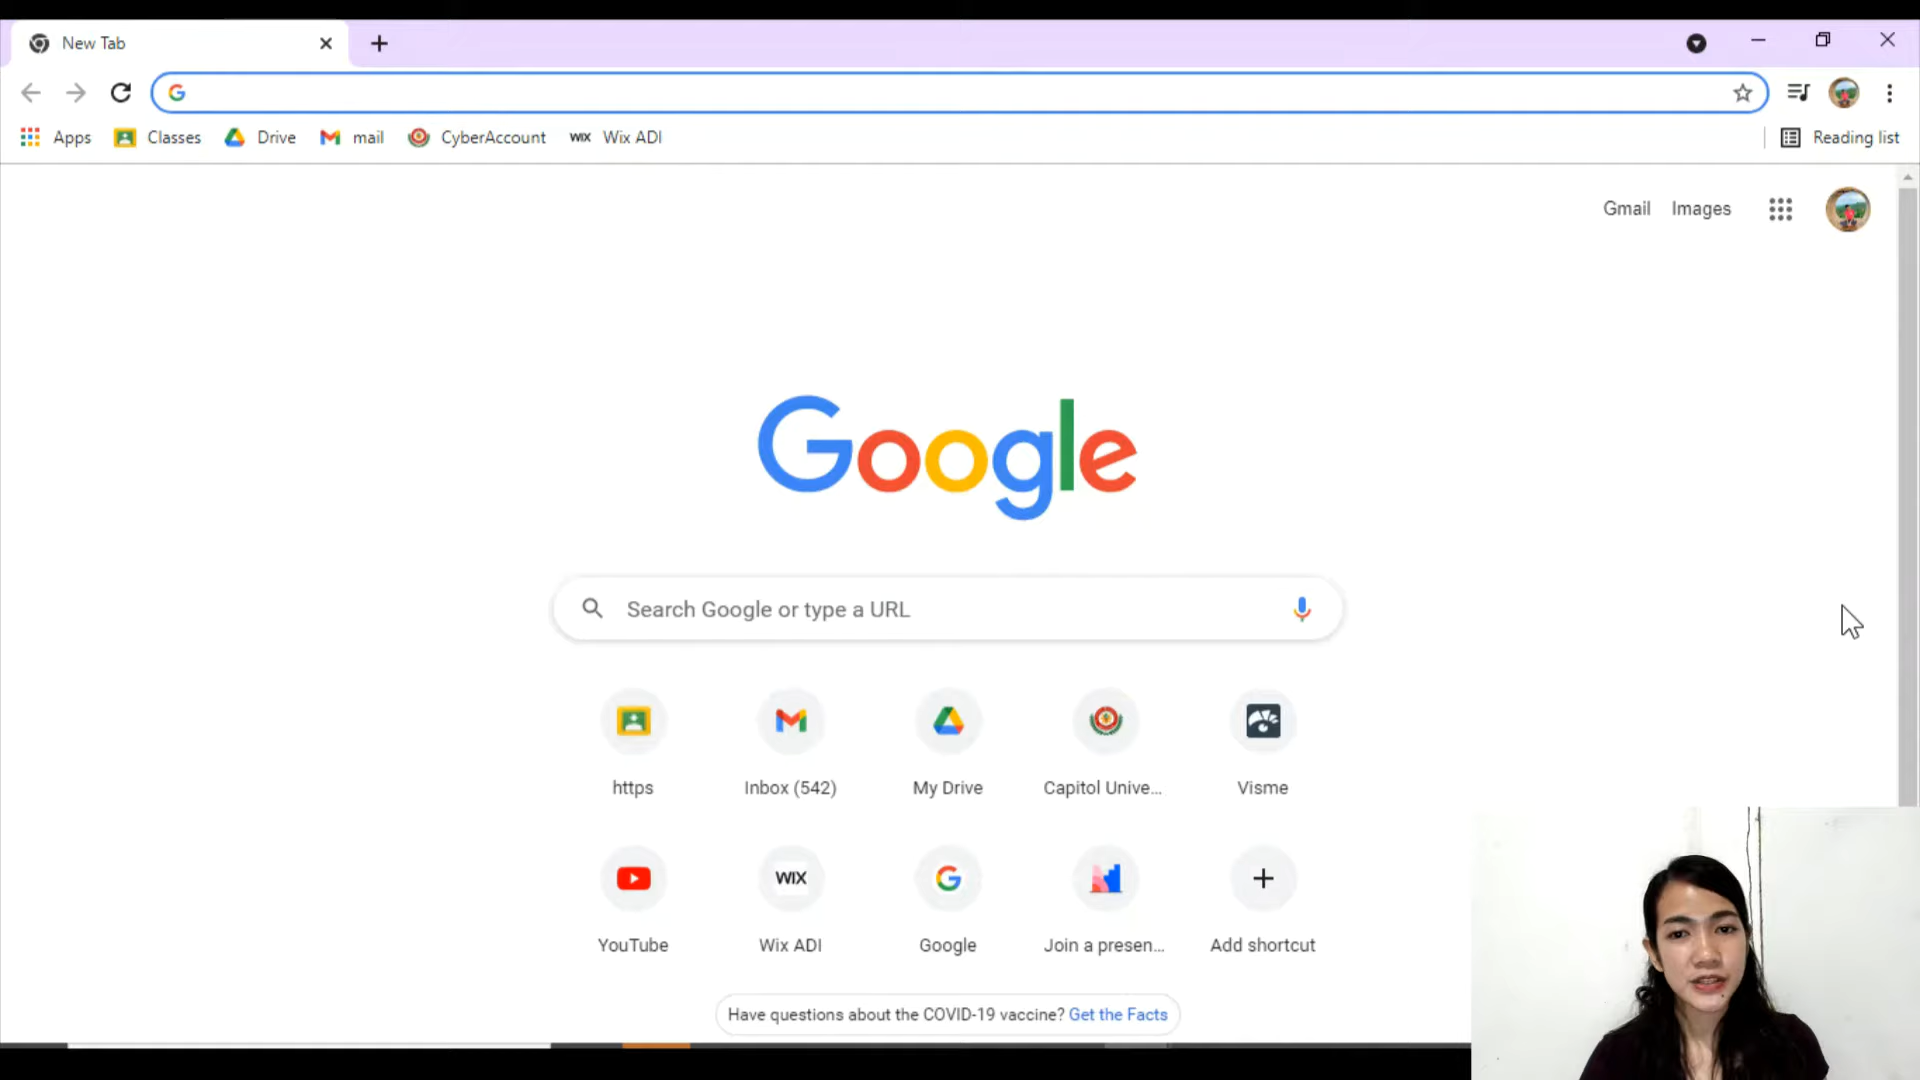 New Tab
Apps Classes Drive mail CyberAccount WIX Wix ADI Reading list
Gmail Images
Google
Search Google or type a URL
https Inbox (542) My Drive Capitol Unive... Visme
WIX
YouTube Wix ADI Google Join a presen... Add shortcut
Have questions about the COVID-19 vaccine? Get the Facts